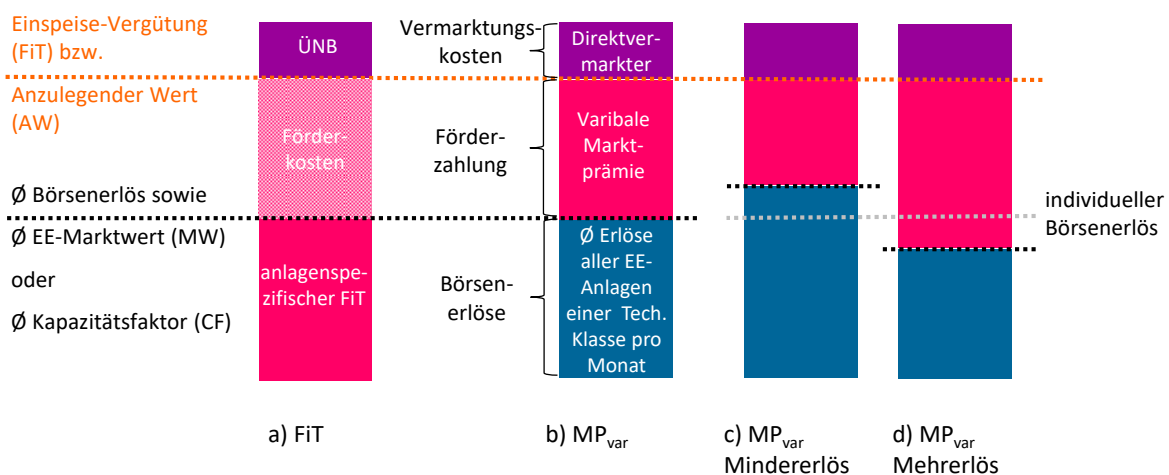 Einspeise-Vergütung
(FiT) bzw.
Anzulegender Wert
(AW)
Ø Börsenerlös sowie
Ø EE-Marktwert (MW)
oder
Ø Kapazitätsfaktor (CF)
ÜNB
Förder-
kosten
anlagenspe-
zifischer FiT
a) FiT
Vermarktungs-
kosten
Förder-
zahlung
Börsen-
erlöse
Direktver-
markter
Varibale
Markt-
prämie
Ø Erlöse
aller EE-
Anlagen
einer Tech.
Klasse pro
Monat
b) MPvar
c) MPvar
Mindererlös
d) MPvar
Mehrerlös
individueller
Börsenerlös